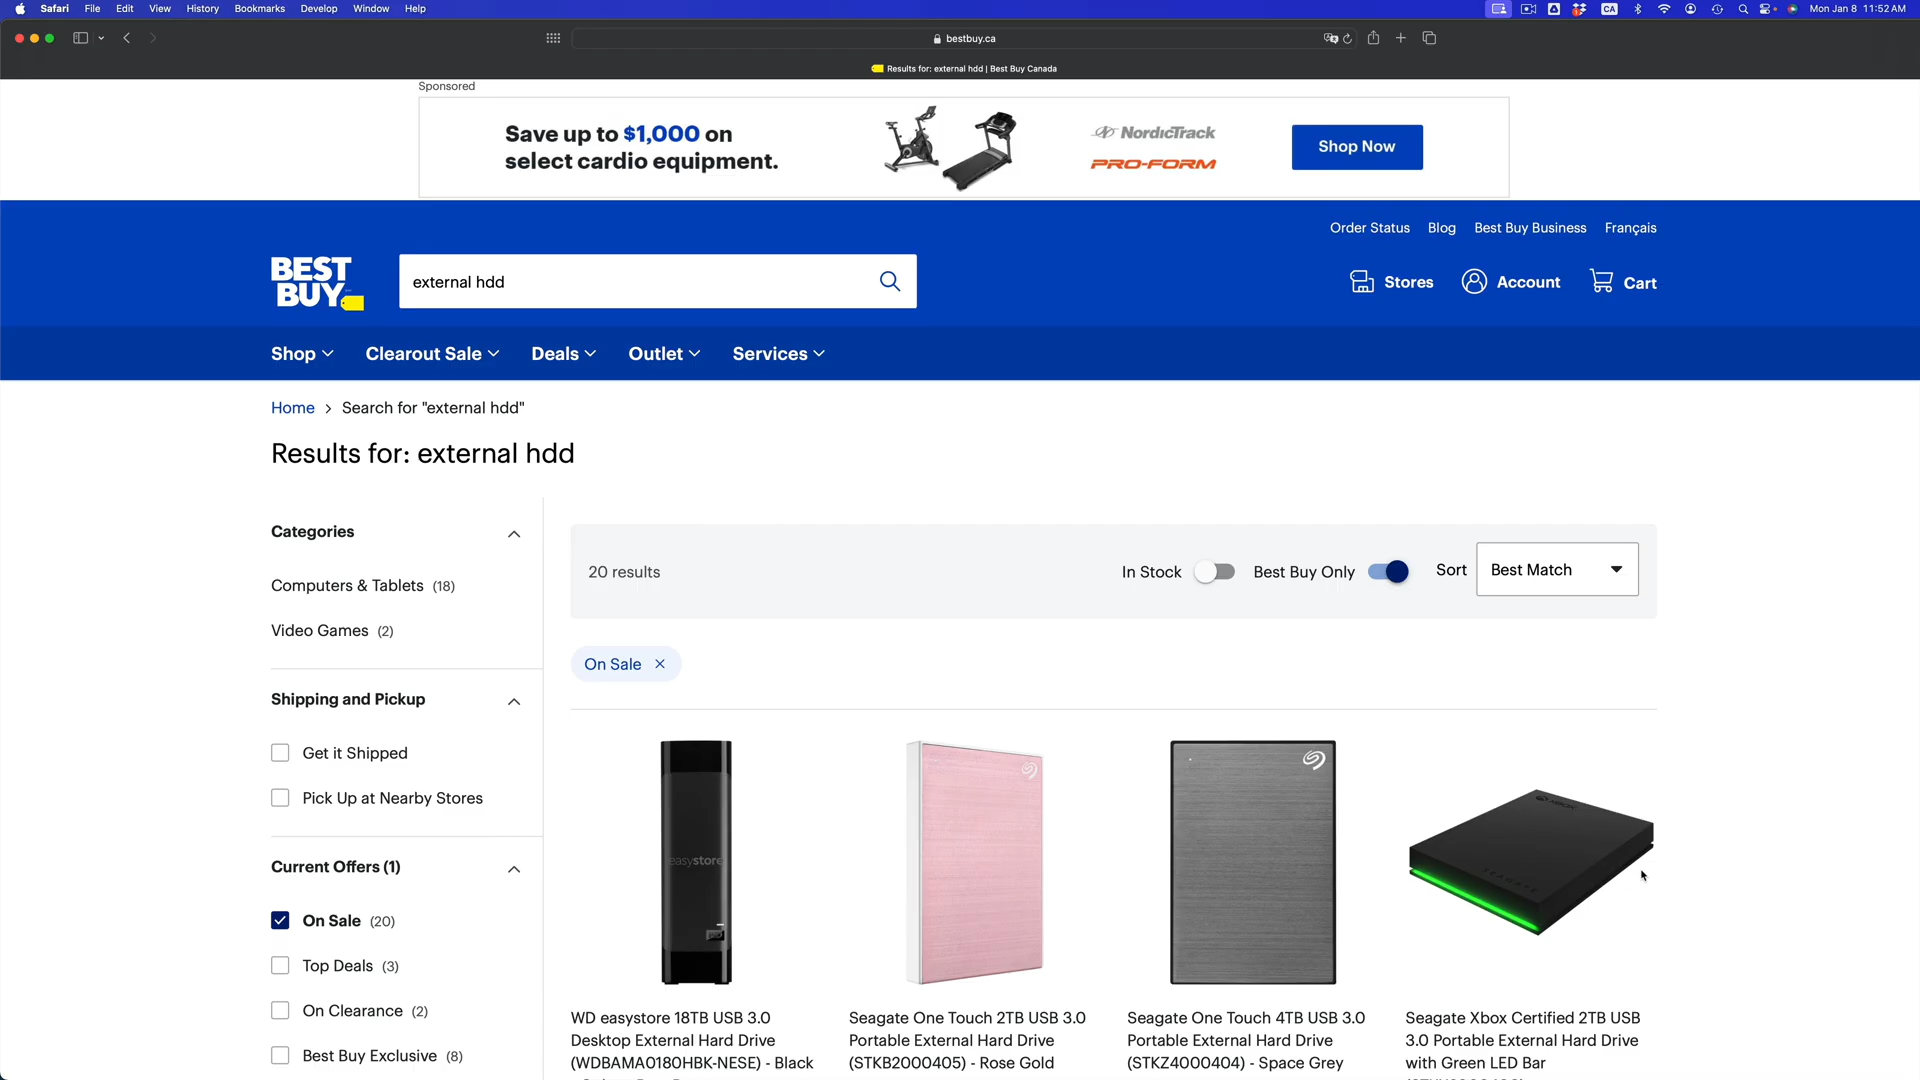 Safari File Edit View History Bookmarks Develop Window Help
CA
Mon Jan 8 11:52 AM
bestbuy.ca
Results for: external hdd | Best Buy Canada
Sponsored
Save up to $1,000 on
select cardio equipment.
NordicTrack
PRO-FORM
Shop Now
Order Status Blog Best Buy Business Français
BEST
BUY
external hdd
Stores Account Cart
Shop Clearout Sale Deals Outlet Services
Home > Search for "external hdd"
Results for: external hdd
Categories
Computers & Tablets (18)
Video Games (2)
Shipping and Pickup
Get it Shipped
Pick Up at Nearby Stores
Current Offers (1)
On Sale (20)
Top Deals (3)
On Clearance (2)
Best Buy Exclusive (8)
20 results
In Stock Best Buy Only Sort Best Match
On Sale ×
easystore
XBOX
SEAGATE
WD easystore 18TB USB 3.0
Desktop External Hard Drive
(WDBAMA0180HBK-NESE) - Black
Seagate One Touch 2TB USB 3.0
Portable External Hard Drive
(STKB2000405) - Rose Gold
Seagate One Touch 4TB USB 3.0
Portable External Hard Drive
(STKZ4000404) - Space Grey
Seagate Xbox Certified 2TB USB
3.0 Portable External Hard Drive
with Green LED Bar